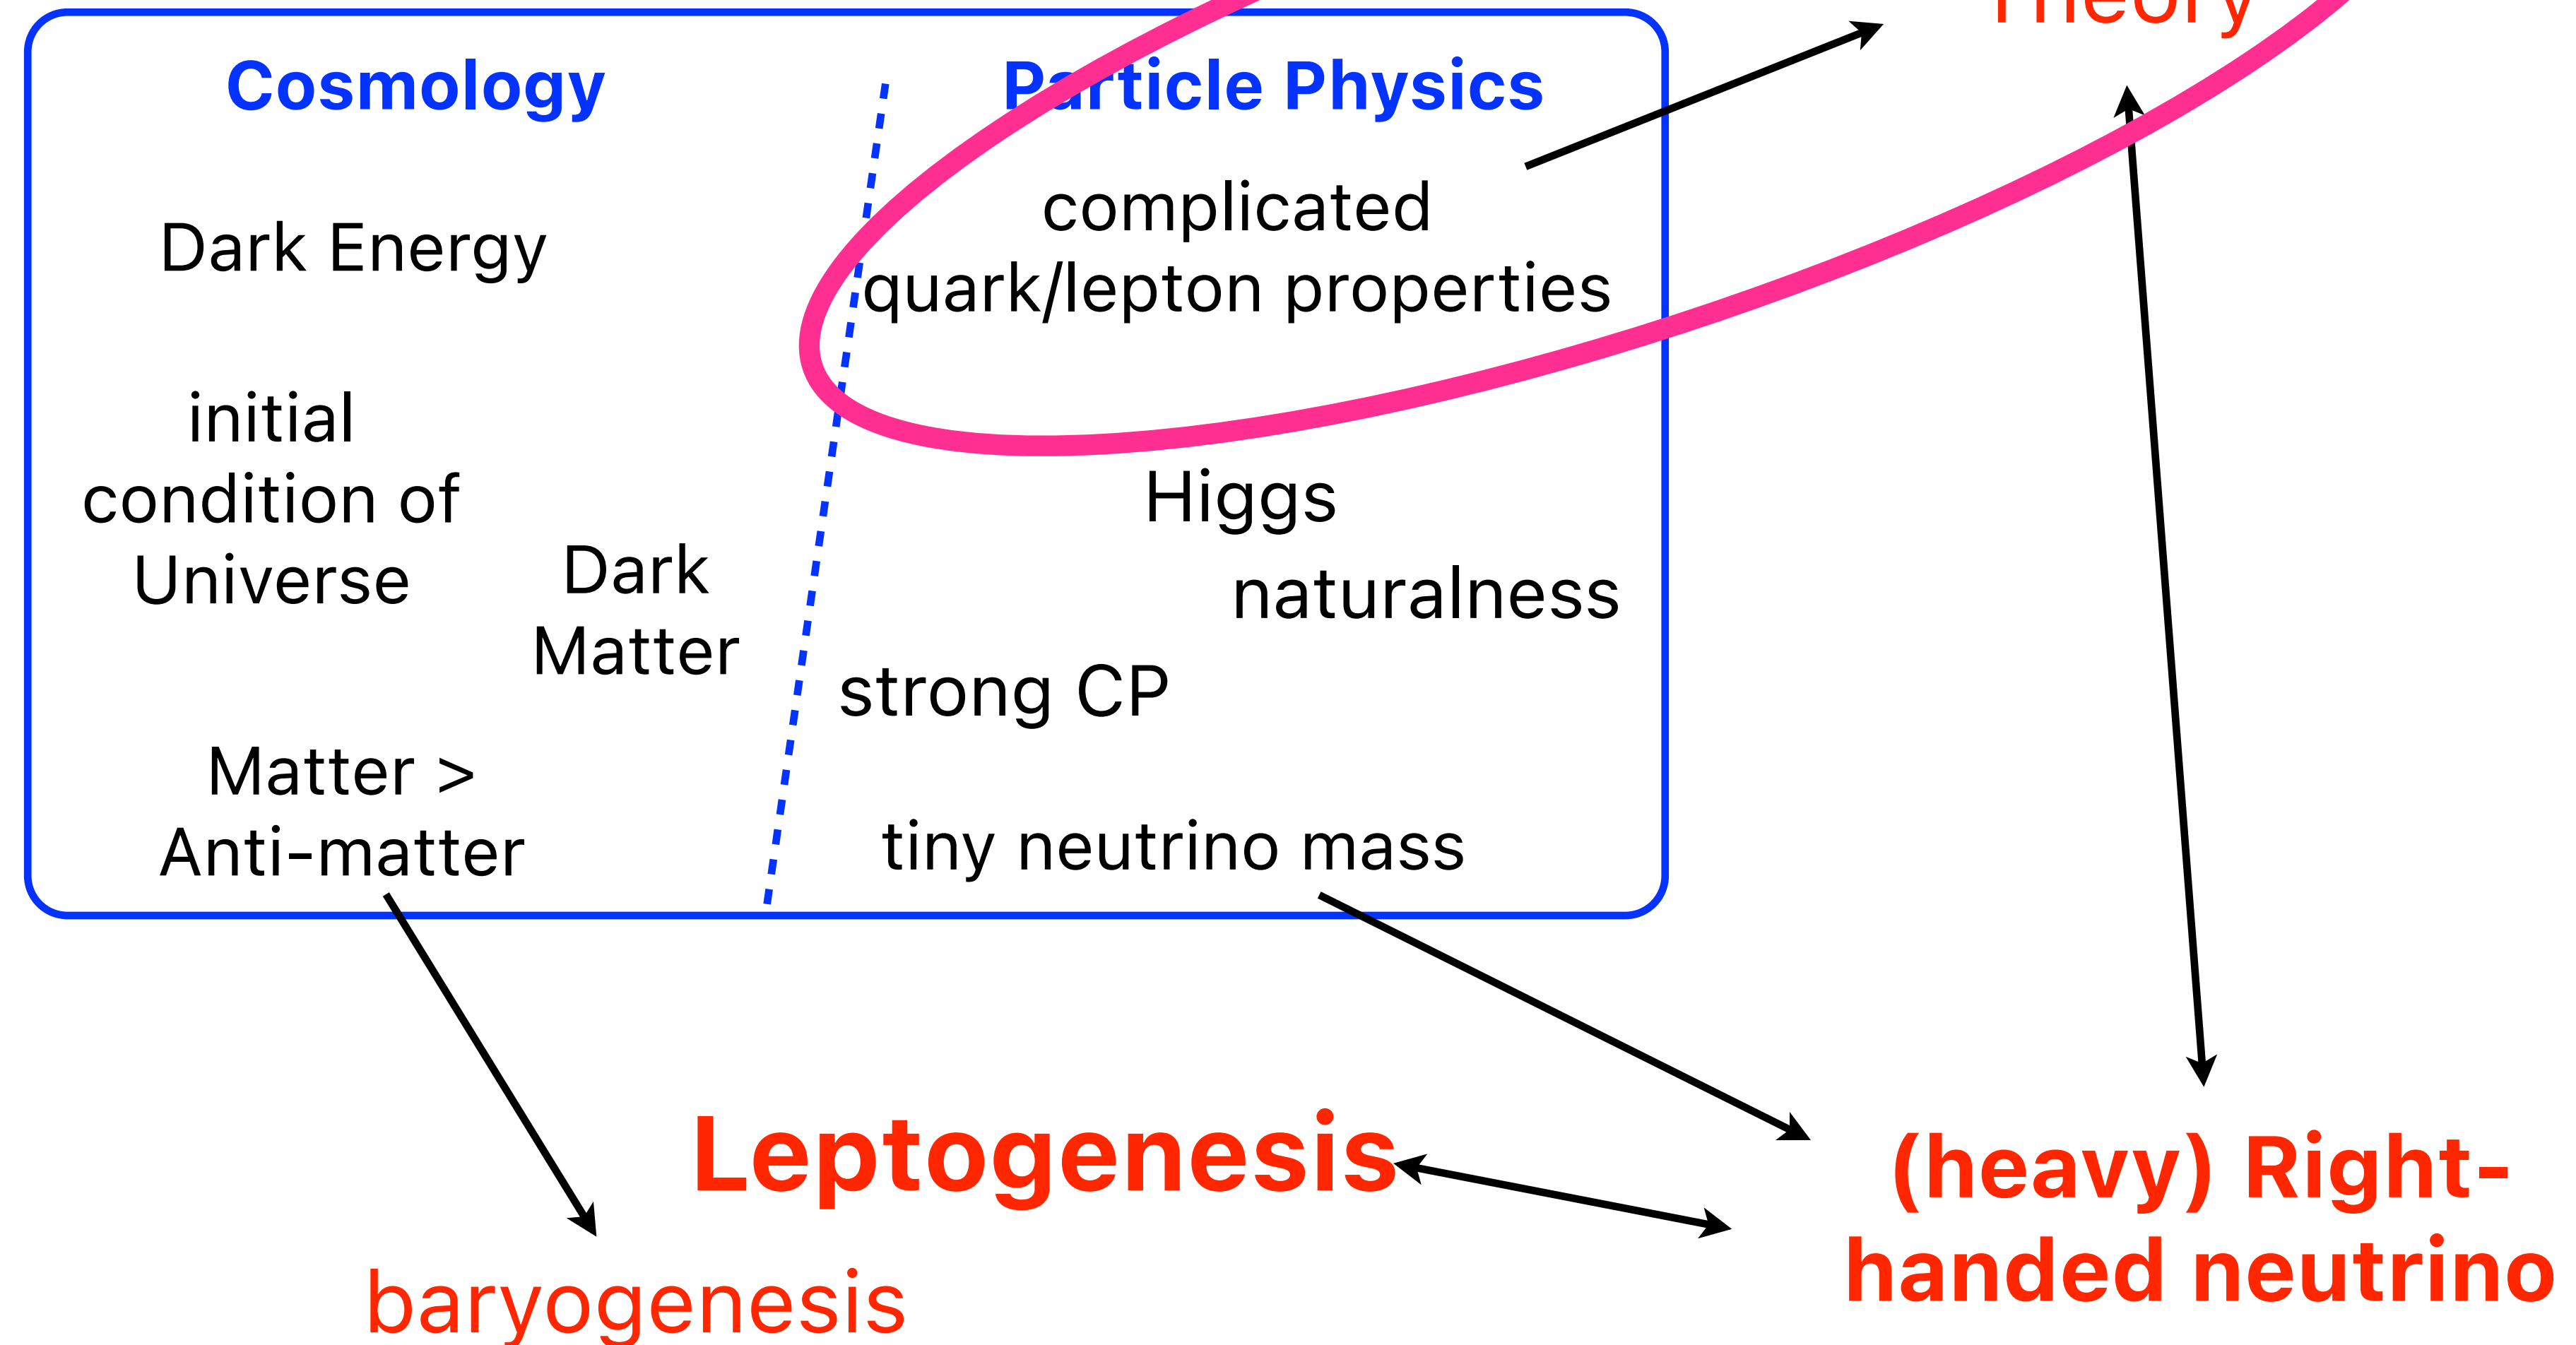 Theory
Cosmology
Particle Physics
Dark Energy
complicated
quark/lepton properties
initial
condition of
Universe
Dark
Matter
Higgs
naturalness
strong CP
Matter >
Anti-matter
tiny neutrino mass
Leptogenesis
(heavy) Right-
handed neutrino
baryogenesis